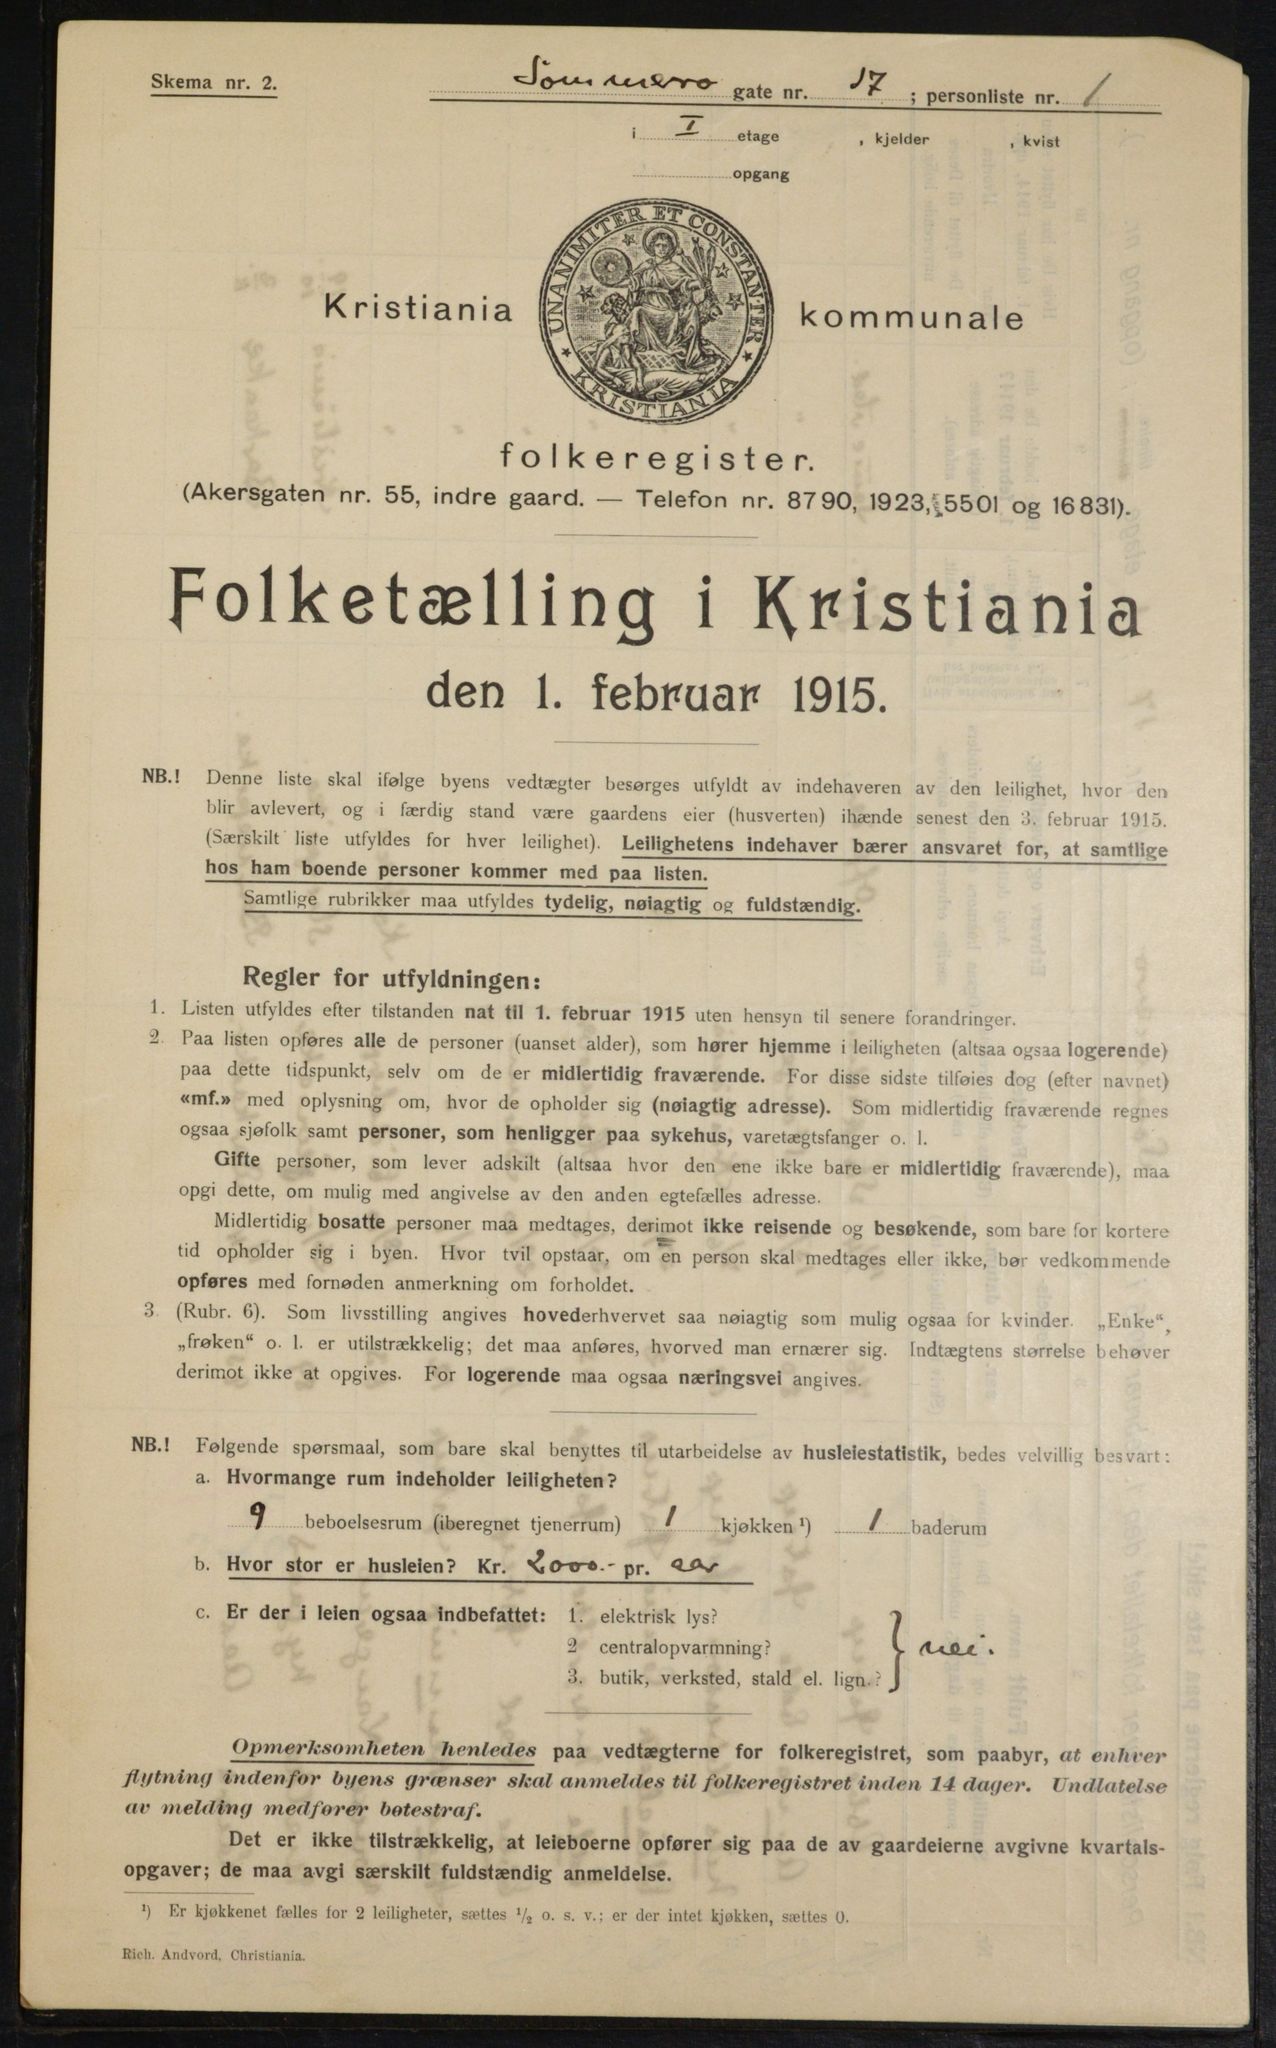 Skema nr. 2.
Sommero gate nr. 17 ; personliste nr. 1
i I etage , kjelder , kvist
opgang
UNANIMITER ET CONSTANTER
KRISTIANIA
Kristiania kommunale
folkeregister.
(Akersgaten nr. 55, indre gaard. — Telefon nr. 8790, 1923, 5501 og 16831).
Folketælling i Kristiania
den 1. februar 1915.
NB.! Denne liste skal ifølge byens vedtægter besørges utfyldt av indehaveren av den leilighet, hvor den
blir avlevert, og i færdig stand være gaardens eier (husverten) ihænde senest den 3. februar 1915.
(Særskilt liste utfyldes for hver leilighet). Leilighetens indehaver bærer ansvaret for, at samtlige
hos ham boende personer kommer med paa listen.
Samtlige rubrikker maa utfyldes tydelig, nøiagtig og fuldstændig.
Regler for utfyldningen:
1. Listen utfyldes efter tilstanden nat til 1. februar 1915 uten hensyn til senere forandringer.
2. Paa listen opføres alle de personer (uanset alder), som hører hjemme i leiligheten (altsaa ogsaa logerende)
paa dette tidspunkt, selv om de er midlertidig fraværende. For disse sidste tilføies dog (efter navnet)
«mf.» med oplysning om, hvor de opholder sig (nøiagtig adresse). Som midlertidig fraværende regnes
ogsaa sjøfolk samt personer, som henligger paa sykehus, varetægtsfanger o. l.
Gifte personer, som lever adskilt (altsaa hvor den ene ikke bare er midlertidig fraværende), maa
opgi dette, om mulig med angivelse av den anden egtefælles adresse.
Midlertidig bosatte personer maa medtages, derimot ikke reisende og besøkende, som bare for kortere
tid opholder sig i byen. Hvor tvil opstaar, om en person skal medtages eller ikke, bør vedkommende
opføres med fornøden anmerkning om forholdet.
3. (Rubr. 6). Som livsstilling angives hovederhvervet saa nøiagtig som mulig ogsaa for kvinder. „Enke“,
„frøken“ o. l. er utilstrækkelig; det maa anføres, hvorved man ernærer sig. Indtægtens størrelse behøver
derimot ikke at opgives. For logerende maa ogsaa næringsvei angives.
NB.! Følgende spørsmaal, som bare skal benyttes til utarbeidelse av husleiestatistik, bedes velvillig besvart:
a. Hvormange rum indeholder leiligheten?
9 beboelsesrum (iberegnet tjenerrum) 1 kjøkken ¹) 1 baderum
b. Hvor stor er husleien? Kr. 2000.- pr. aar
c. Er der i leien ogsaa indbefattet: 1. elektrisk lys?
2 centralopvarmning? } nei.
3. butik, verksted, stald el. lign.?
Opmerksomheten henledes paa vedtægterne for folkeregistret, som paabyr, at enhver
flytning indenfor byens grænser skal anmeldes til folkeregistret inden 14 dager. Undlatelse
av melding medfører bøtestraf.
Det er ikke tilstrækkelig, at leieboerne opfører sig paa de av gaardeierne avgivne kvartals-
opgaver; de maa avgi særskilt fuldstændig anmeldelse.
¹) Er kjøkkenet fælles for 2 leiligheter, sættes ½ o. s. v.; er der intet kjøkken, sættes 0.
Rich. Andvord, Christiania.